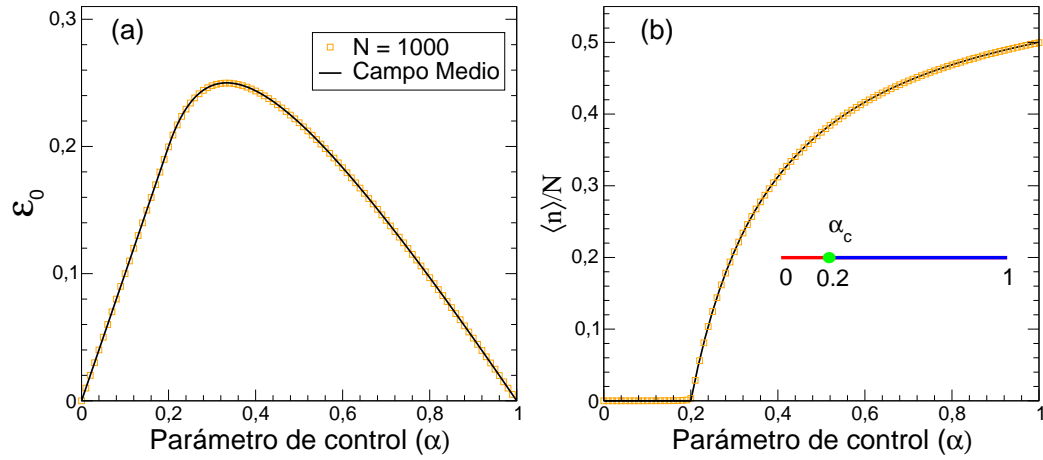 (a)
N = 1000
Campo Medio
0,3
0,2
0,1
0
ε₀
0
0,2
0,4
0,6
0,8
1
Parámetro de control (α)
(b)
0,5
0,4
0,3
0,2
0,1
0
⟨n⟩/N
α_c
0
0.2
1
0
0,2
0,4
0,6
0,8
1
Parámetro de control (α)